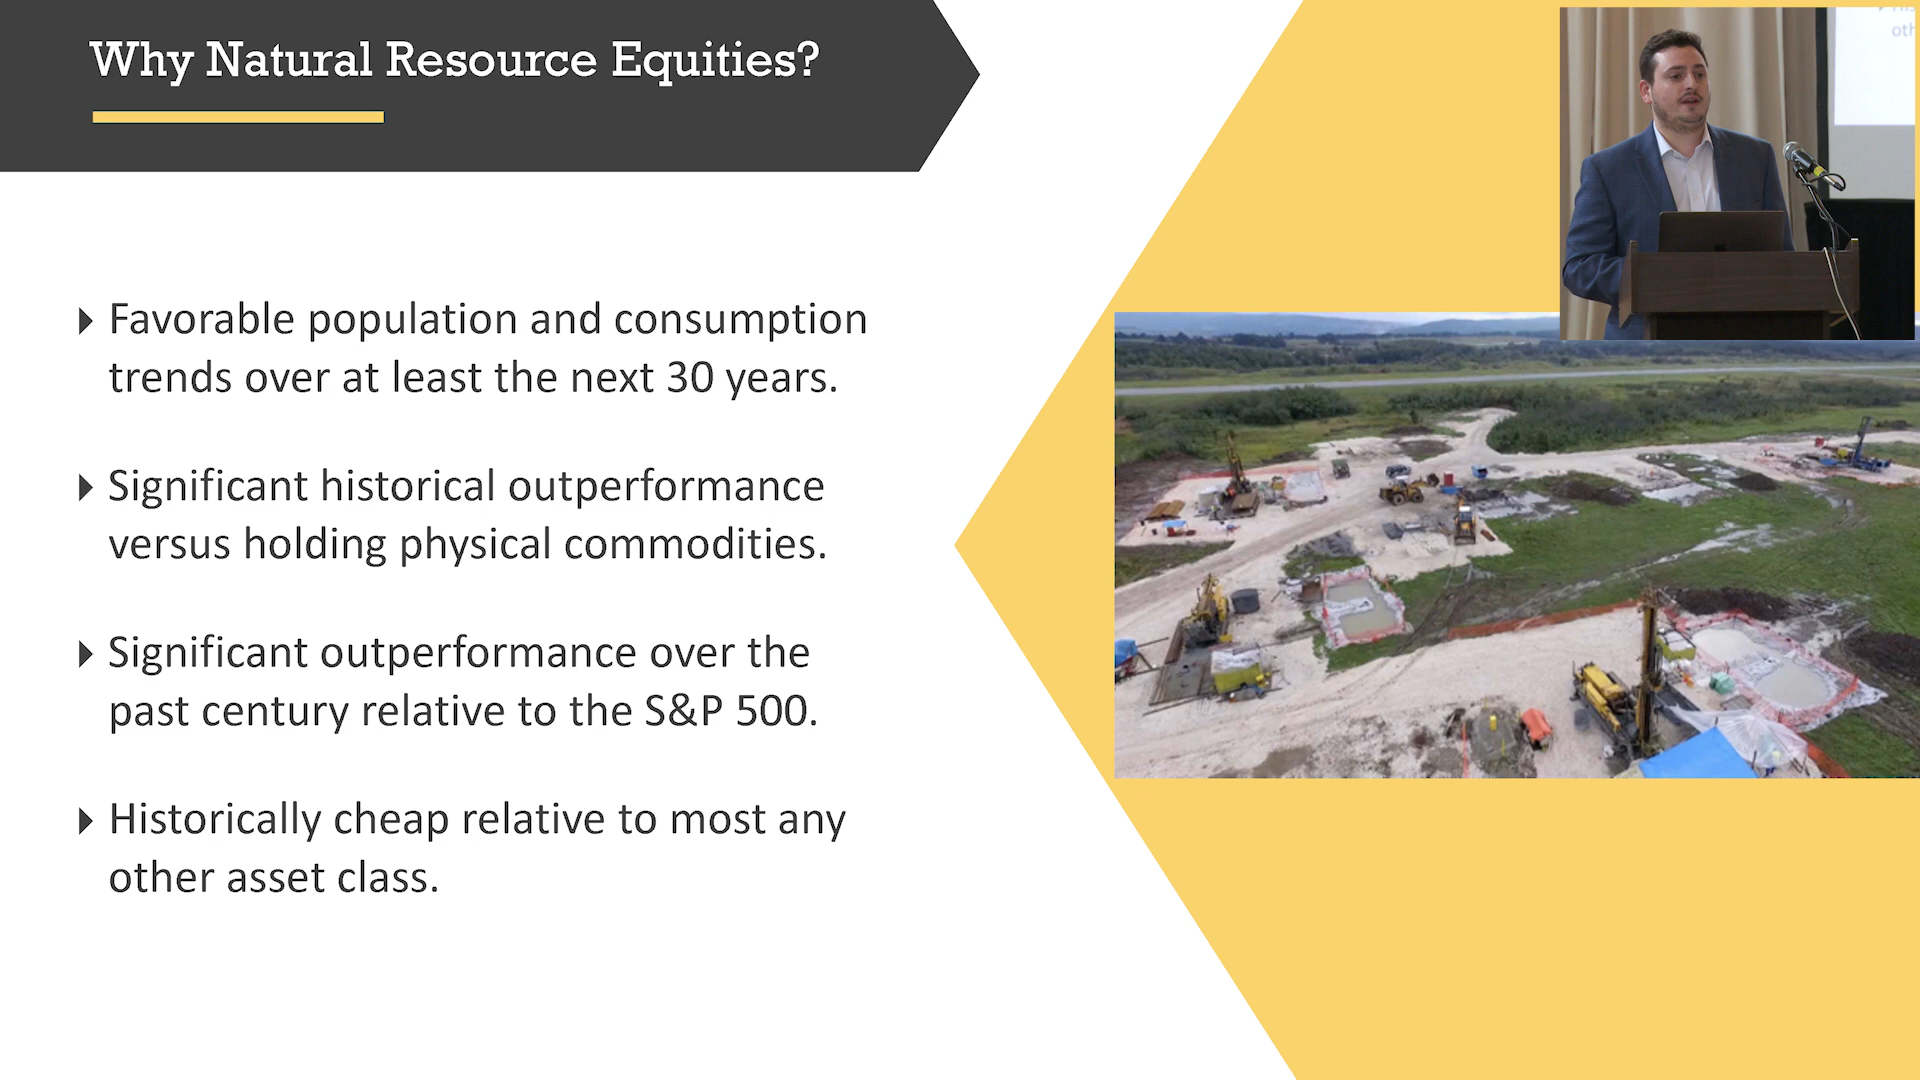 Why Natural Resource Equities?
Favorable population and consumption
trends over at least the next 30 years.
Significant historical outperformance
versus holding physical commodities.
Significant outperformance over the
past century relative to the S&P 500.
Historically cheap relative to most any
other asset class.